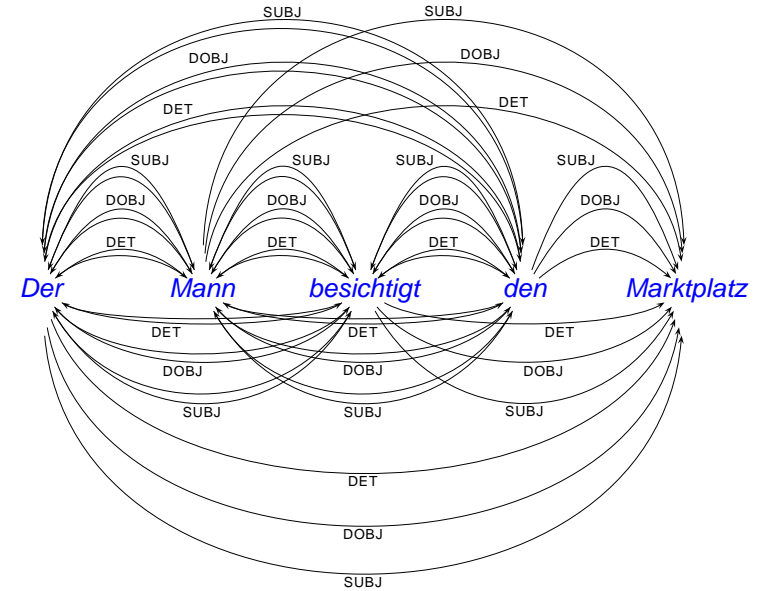 SUBJ SUBJ
DOBJ DOBJ
DET DET
SUBJ SUBJ SUBJ SUBJ
DOBJ DOBJ DOBJ DOBJ
DET DET DET DET
Der Mann besichtigt den Marktplatz
DET DET DET
DOBJ DOBJ DOBJ
SUBJ SUBJ SUBJ
DET
DOBJ
SUBJ